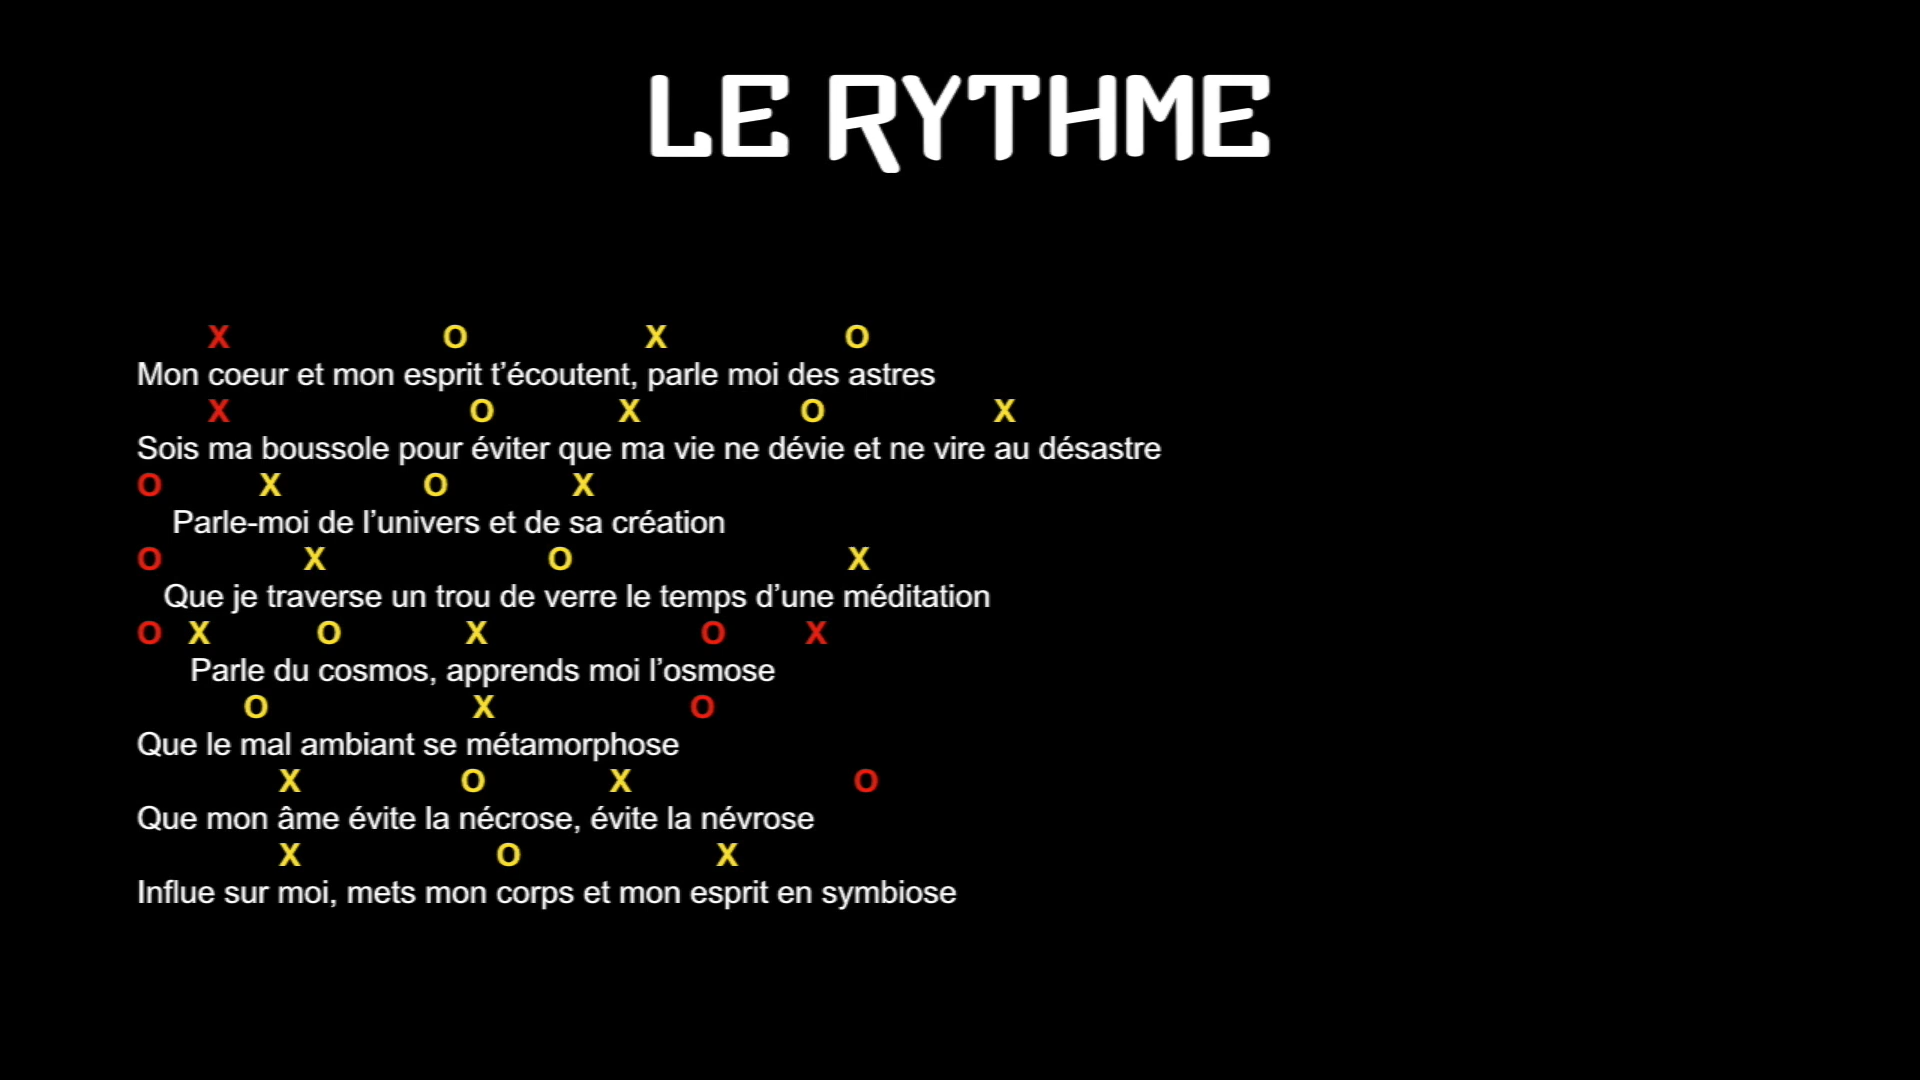 LE RYTHME
X O X O
Mon coeur et mon esprit t’écoutent, parle moi des astres
X O X O X
Sois ma boussole pour éviter que ma vie ne dévie et ne vire au désastre
O X O X
Parle-moi de l’univers et de sa création
O X O X
Que je traverse un trou de verre le temps d’une méditation
O X O X O X
Parle du cosmos, apprends moi l’osmose
O X O
Que le mal ambiant se métamorphose
X O X O
Que mon âme évite la nécrose, évite la névrose
X O X
Influe sur moi, mets mon corps et mon esprit en symbiose